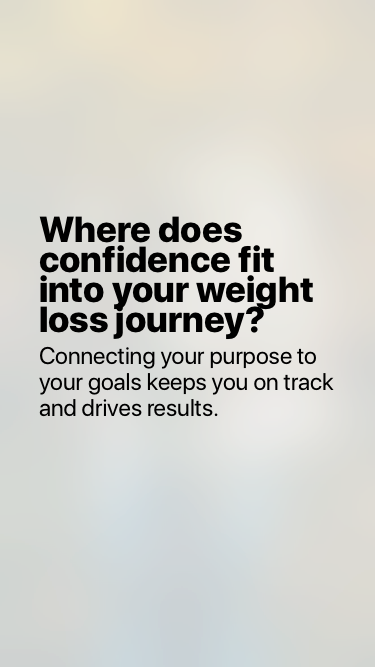 Where does
confidence fit
into your weight
loss journey?
Connecting your purpose to
your goals keeps you on track
and drives results.